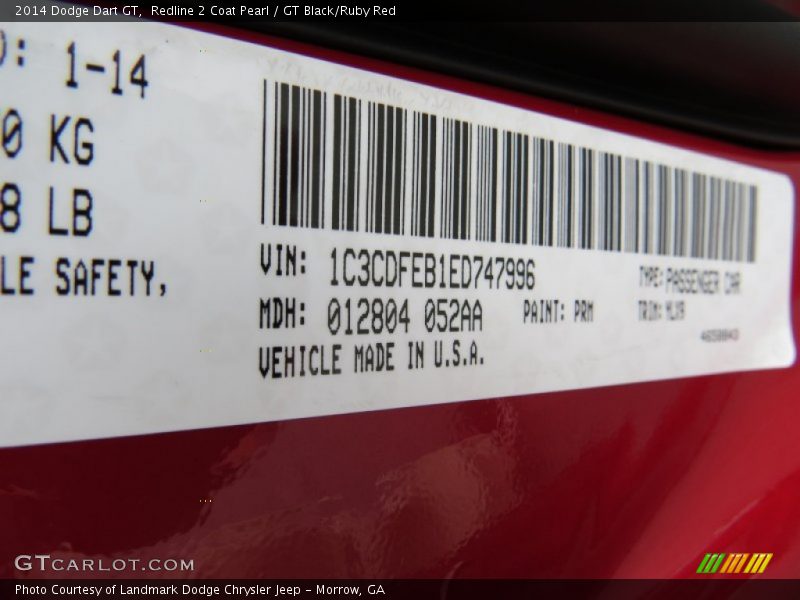 2014 Dodge Dart GT, Redline 2 Coat Pearl / GT Black/Ruby Red
: 1-14
0 KG
8 LB
LE SAFETY,
VIN: 1C3CDFEB1ED747996 TYPE: PASSENGER CAR
MDH: 012804 052AA PAINT: PRM TRIM:
VEHICLE MADE IN U.S.A.
GTCARLOT.COM
Photo Courtesy of Landmark Dodge Chrysler Jeep - Morrow, GA